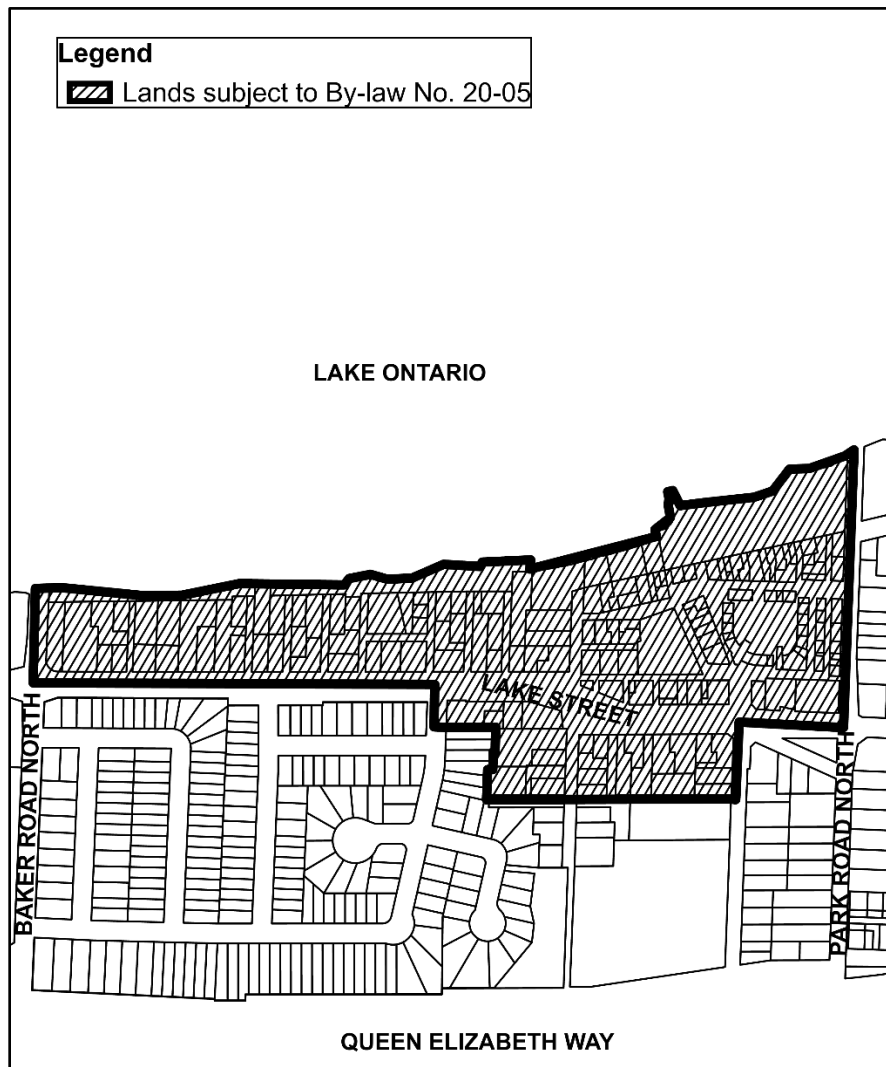 Legend
Lands subject to By-law No. 20-05
LAKE ONTARIO
LAKE STREET
BAKER ROAD NORTH
PARK ROAD NORTH
QUEEN ELIZABETH WAY